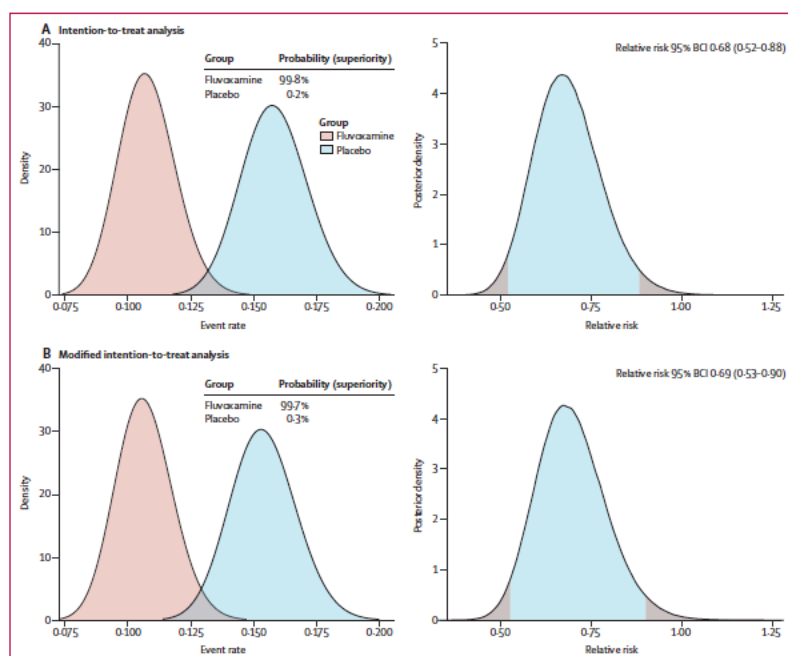 A Intention-to-treat analysis
40
30
20
10
0
Density
Group Probability (superiority)
Fluvoxamine 99·8%
Placebo 0·2%
Group
Fluvoxamine
Placebo
0·075 0·100 0·125 0·150 0·175 0·200
Event rate
Relative risk 95% BCI 0·68 (0·52–0·88)
5
4
3
2
1
0
Posterior density
0·50 0·75 1·00 1·25
Relative risk
B Modified intention-to-treat analysis
40
30
20
10
0
Density
Group Probability (superiority)
Fluvoxamine 99·7%
Placebo 0·3%
0·075 0·100 0·125 0·150 0·175 0·200
Event rate
Relative risk 95% BCI 0·69 (0·53–0·90)
5
4
3
2
1
0
Posterior density
0·50 0·75 1·00 1·25
Relative risk